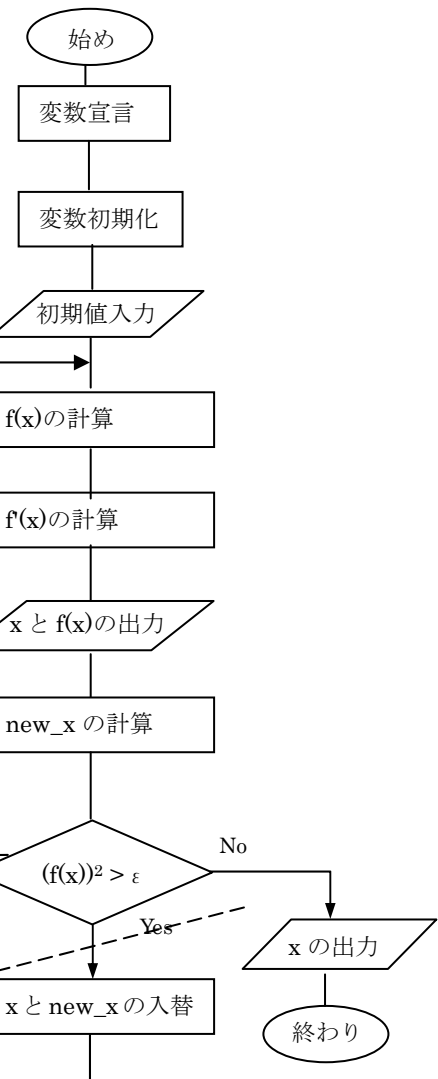 始め
変数宣言
変数初期化
初期値入力
f(x)の計算
f'(x)の計算
x と f(x)の出力
new_x の計算
(f(x))² > ε
No
Yes
x の出力
x と new_x の入替
終わり